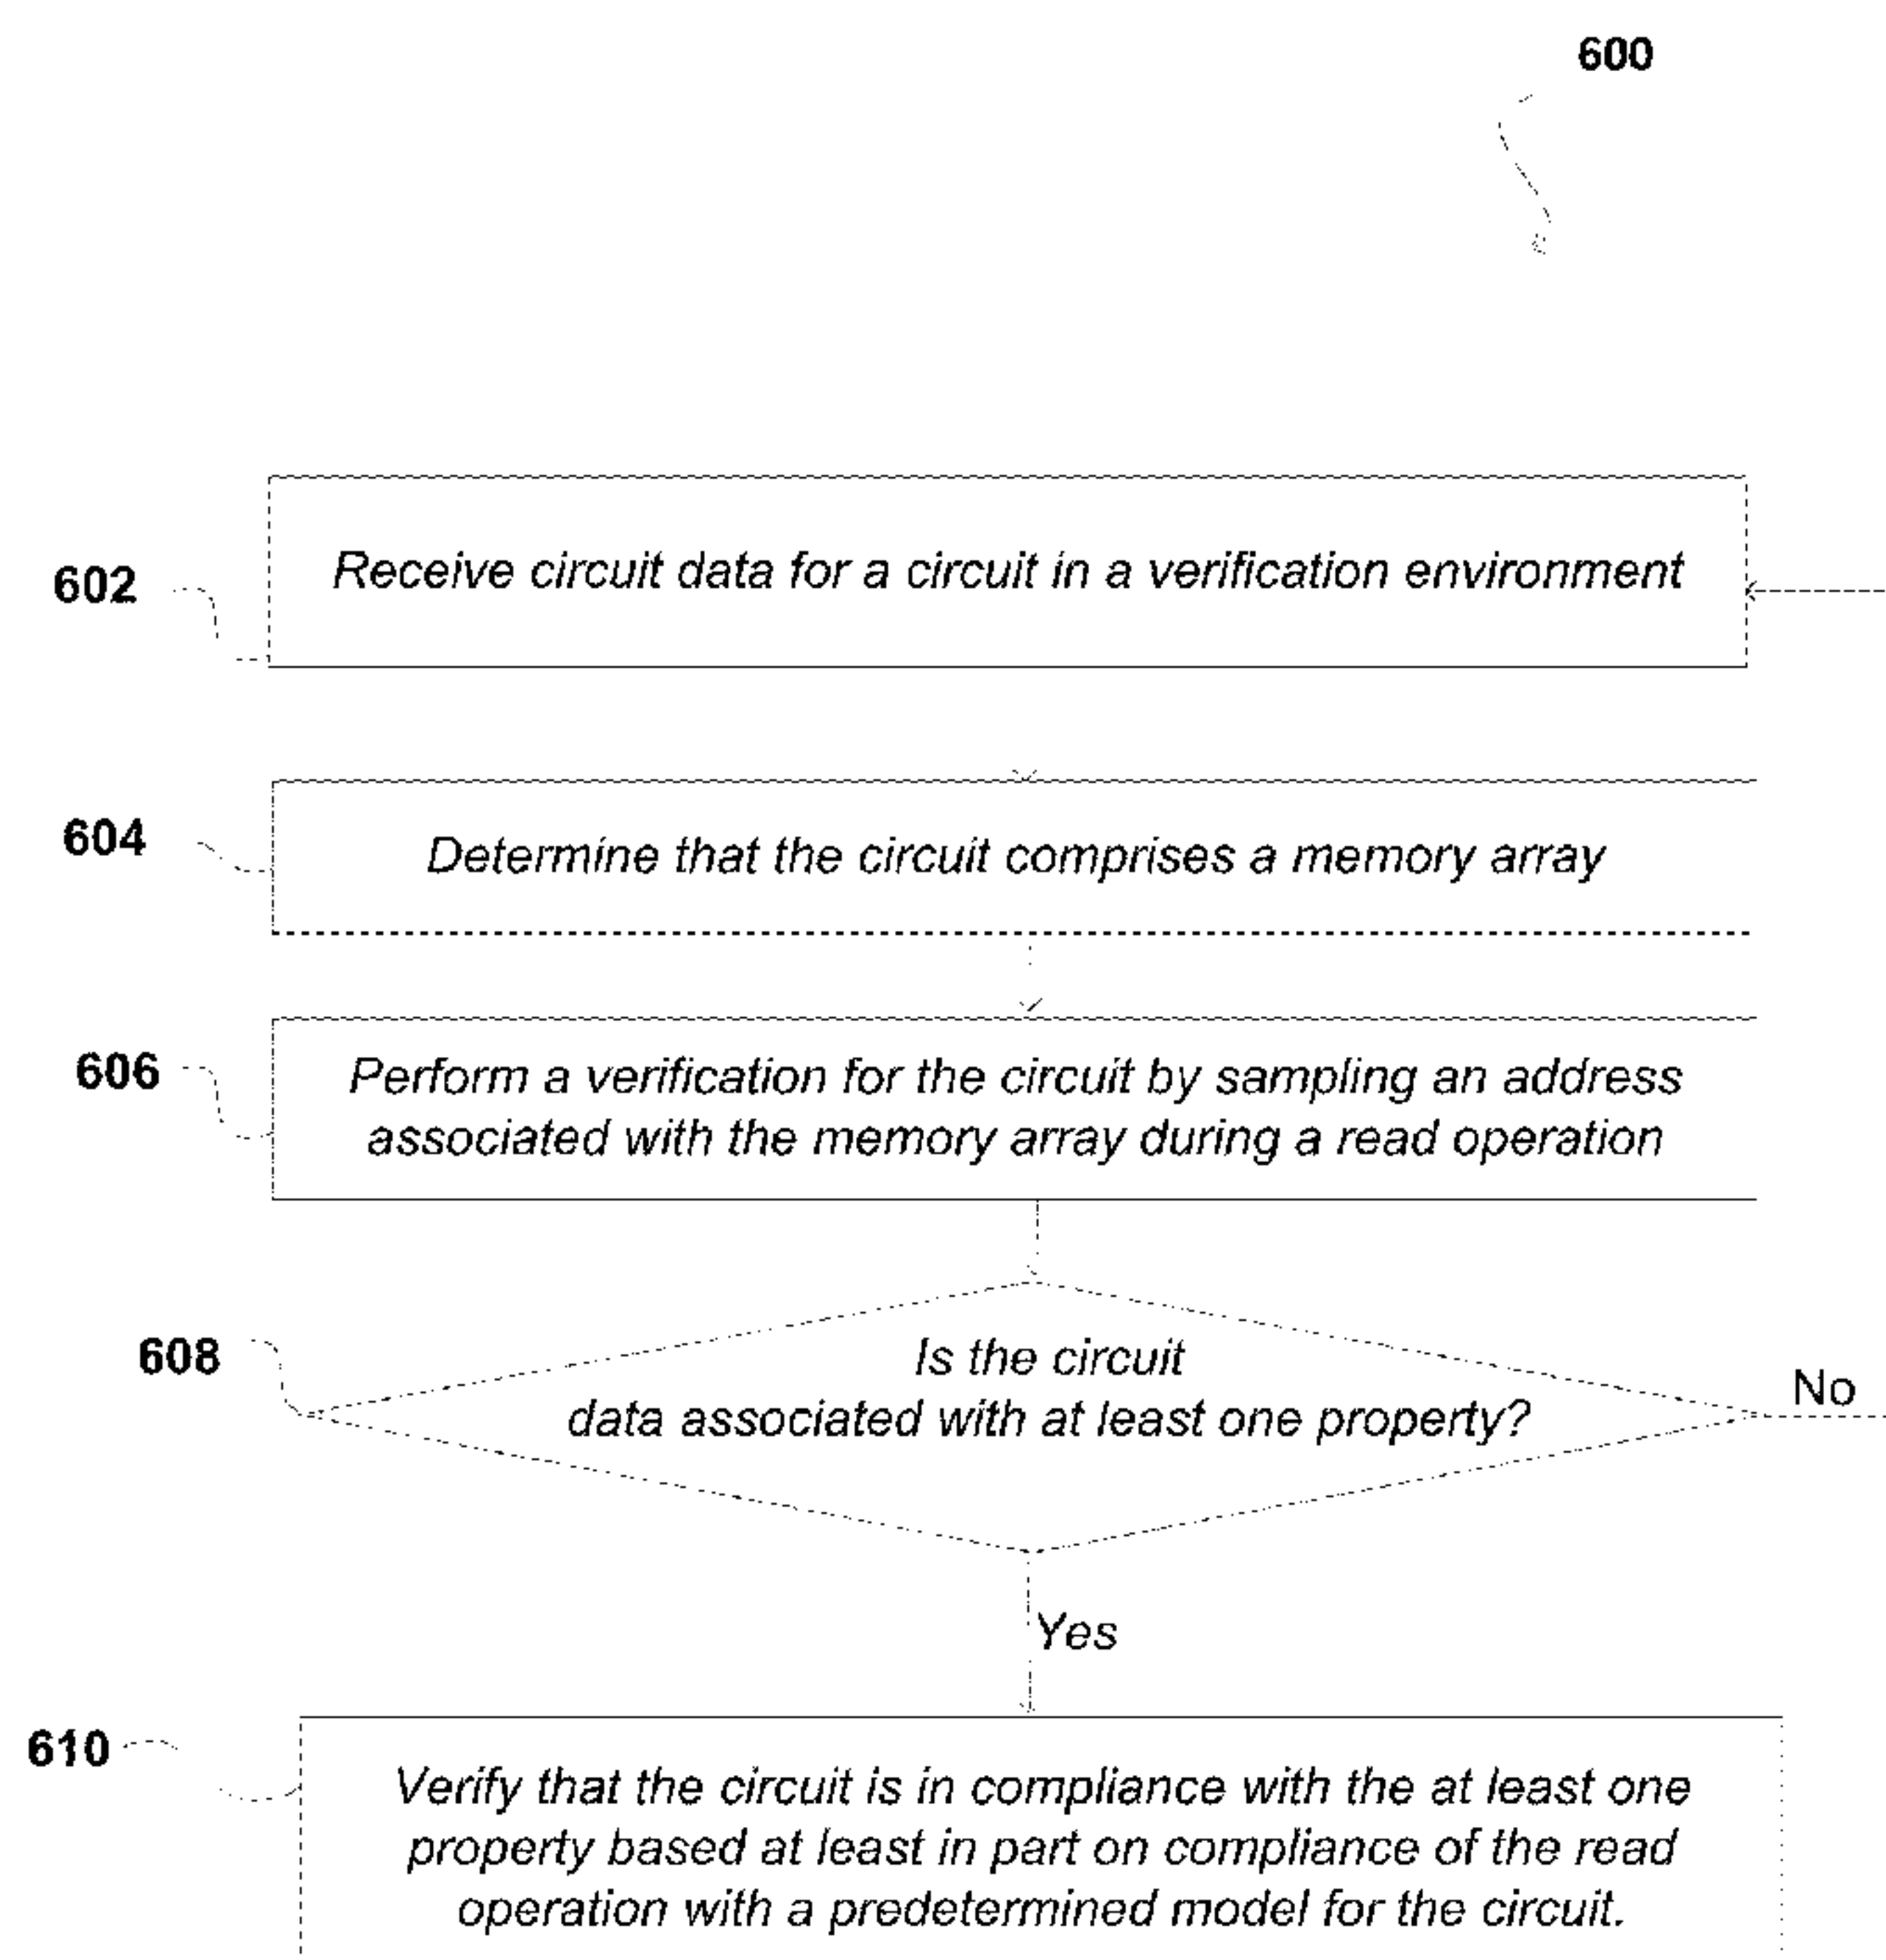 600
602
Receive circuit data for a circuit in a verification environment
604
Determine that the circuit comprises a memory array
606
Perform a verification for the circuit by sampling an address
associated with the memory array during a read operation
608
Is the circuit
data associated with at least one property?
No
Yes
610
Verify that the circuit is in compliance with the at least one
property based at least in part on compliance of the read
operation with a predetermined model for the circuit.